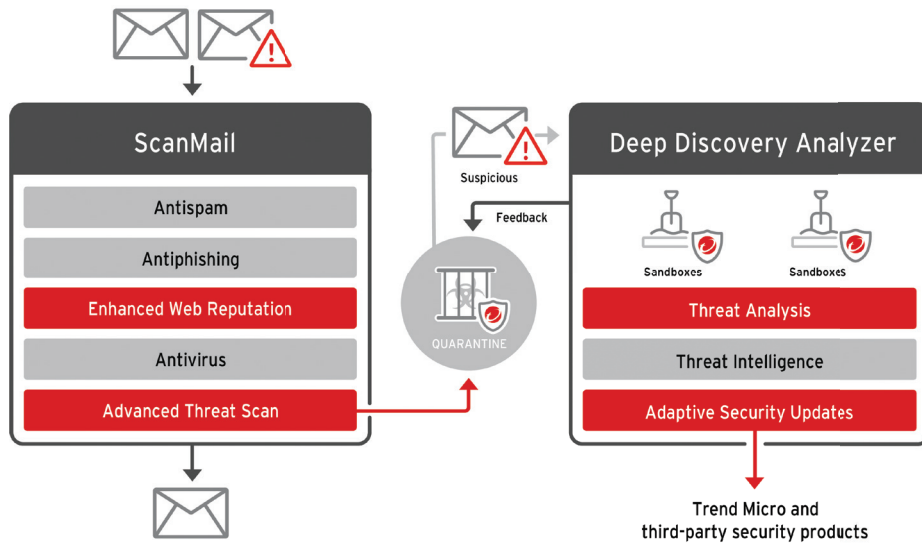 ScanMail
Antispam
Antiphishing
Enhanced Web Reputation
Antivirus
Advanced Threat Scan
Suspicious
Feedback
QUARANTINE
Deep Discovery Analyzer
Sandboxes
Sandboxes
Threat Analysis
Threat Intelligence
Adaptive Security Updates
Trend Micro and
third-party security products